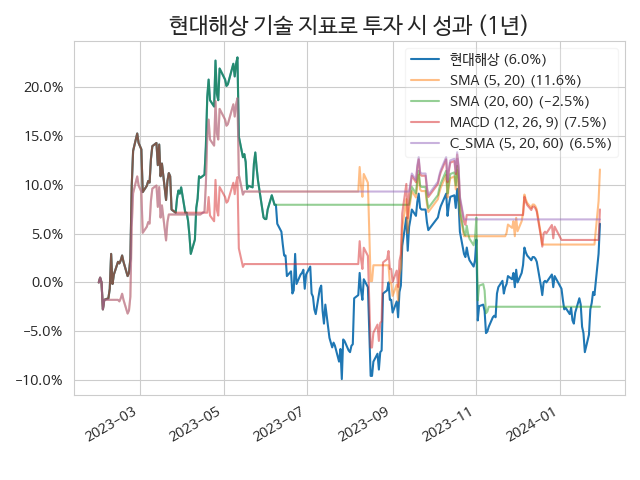 현대해상 기술 지표로 투자 시 성과 (1년)
현대해상 (6.0%)
SMA (5, 20) (11.6%)
SMA (20, 60) (−2.5%)
MACD (12, 26, 9) (7.5%)
C_SMA (5, 20, 60) (6.5%)
20.0%
15.0%
10.0%
5.0%
0.0%
−5.0%
−10.0%
2023−03
2023−05
2023−07
2023−09
2023−11
2024−01